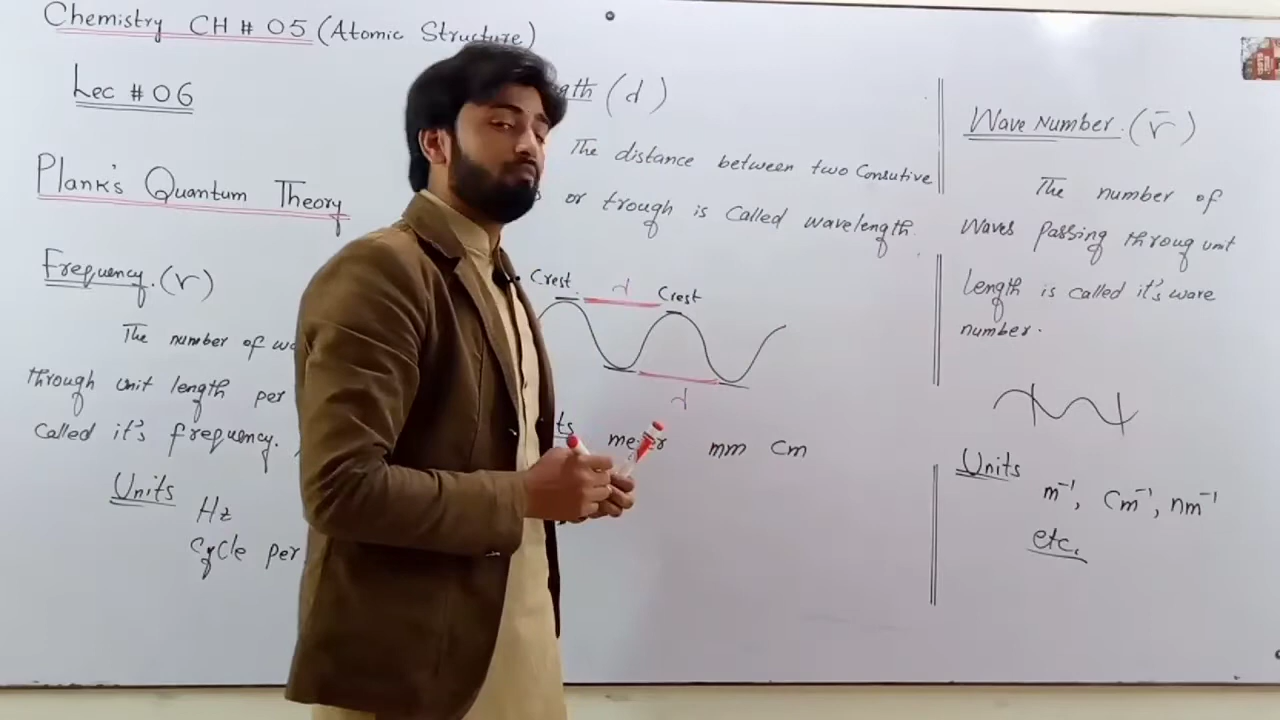 Chemistry CH # 05 (Atomic Structure)
Lec # 06
Plank's Quantum Theory
Frequency. (ν)
The number of
through unit length per
called it's frequency.
Units
Hz
Cycle per
(λ)
The distance between two Consutive
or trough is Called wavelength.
Crest λ Crest
λ
meter mm Cm
Wave Number. (ν̄)
The number of
Waves passing throug unit
length is called it's wave
number.
Units
m⁻¹, Cm⁻¹, nm⁻¹
etc.